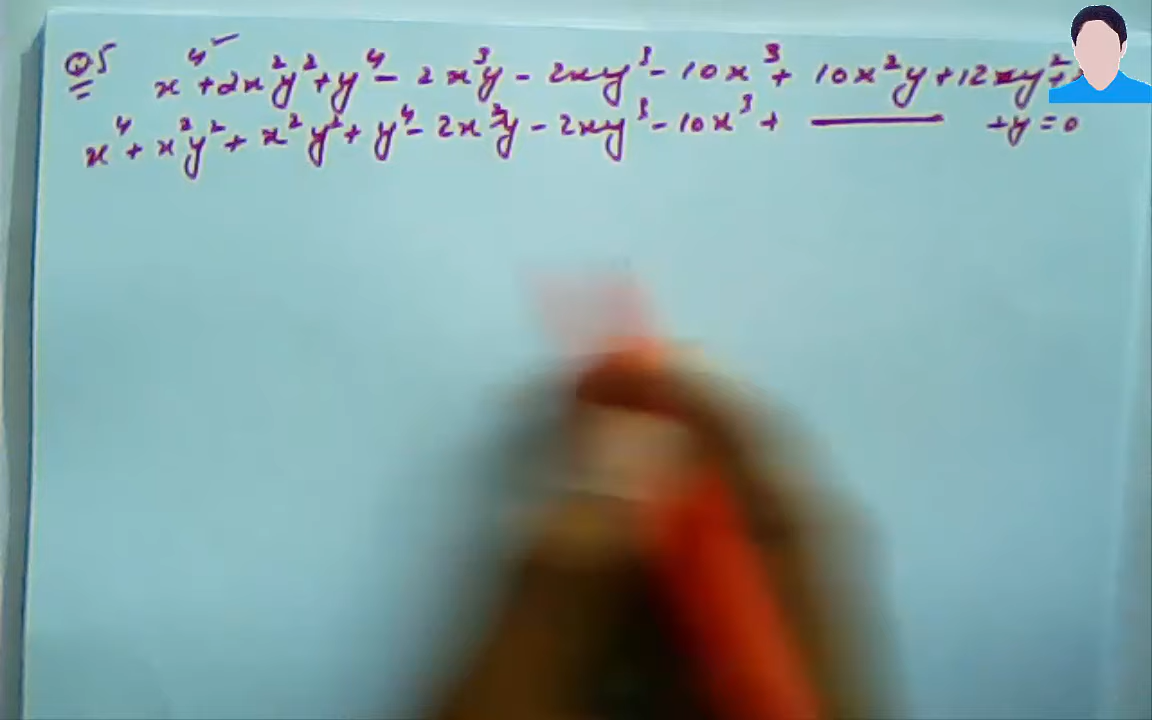 Q5 x⁴ + 2x²y² + y⁴ - 2x³y - 2xy³ - 10x³ + 10x²y + 12xy² +
x⁴ + x²y² + x²y² + y⁴ - 2x³y - 2xy³ - 10x³ + ——— + y = 0